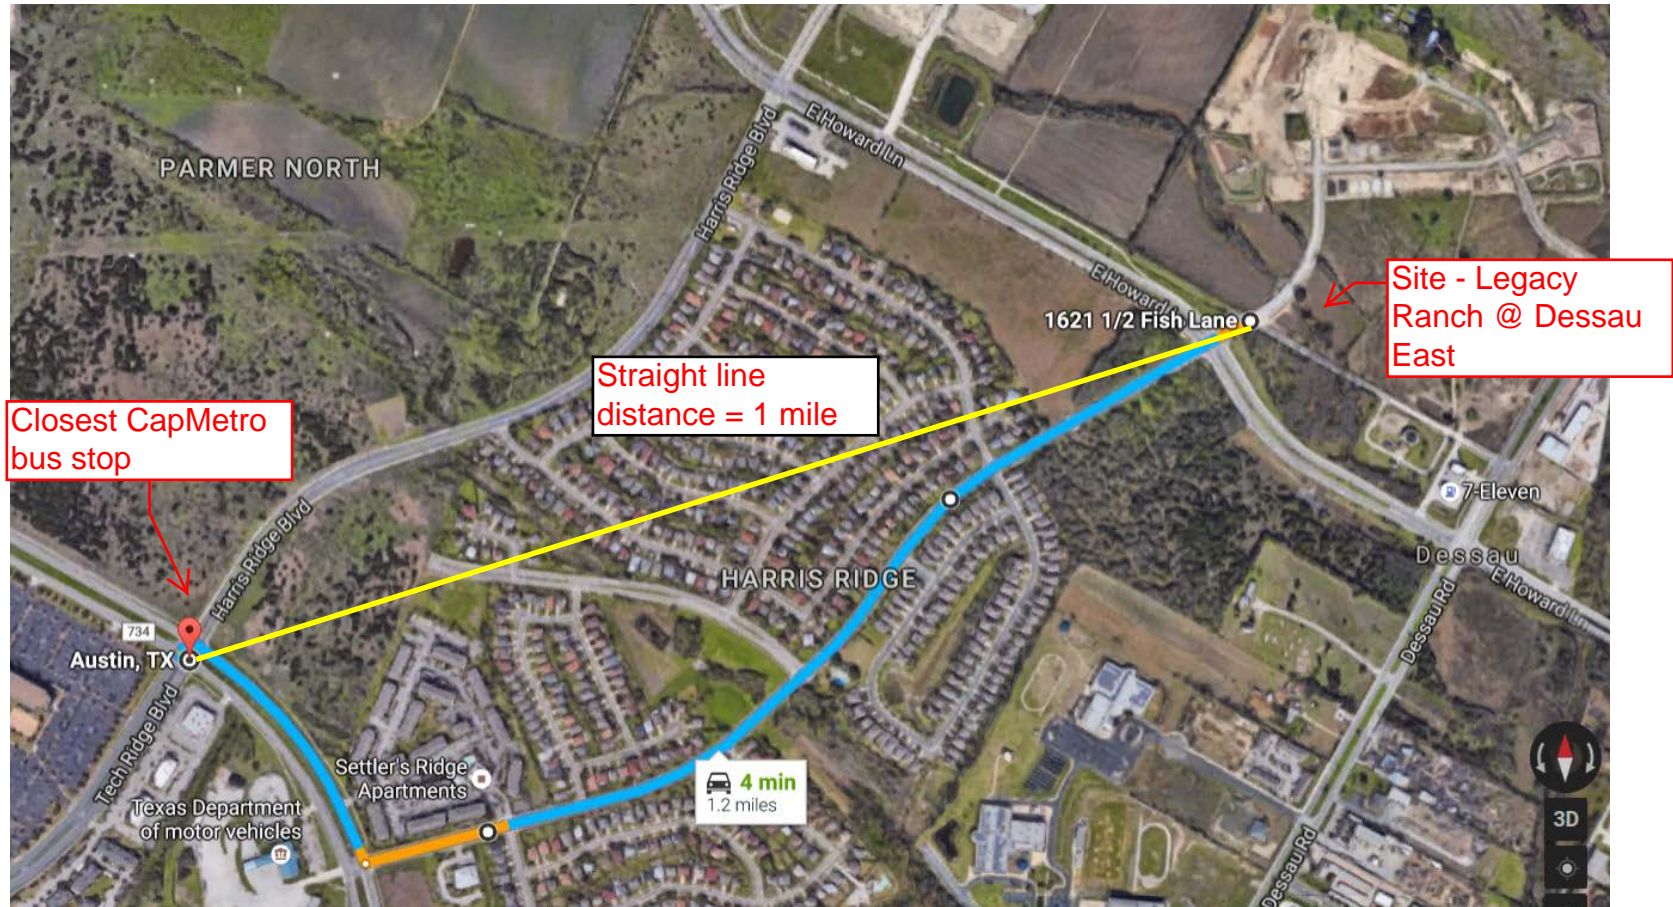 E Howard Ln
PARMER NORTH
Harris Ridge Blvd
E Howard
Site - Legacy
Ranch @ Dessau
East
1621 1/2 Fish Lane
Straight line
distance = 1 mile
Closest CapMetro
bus stop
7-Eleven
Harris Ridge Blvd
Dessau
HARRIS RIDGE
E Howard Ln
Dessau Rd
734
Austin, TX
Tech Ridge Blvd
Settler's Ridge
Apartments
4 min
1.2 miles
Texas Department
of motor vehicles
3D
Dessau Rd